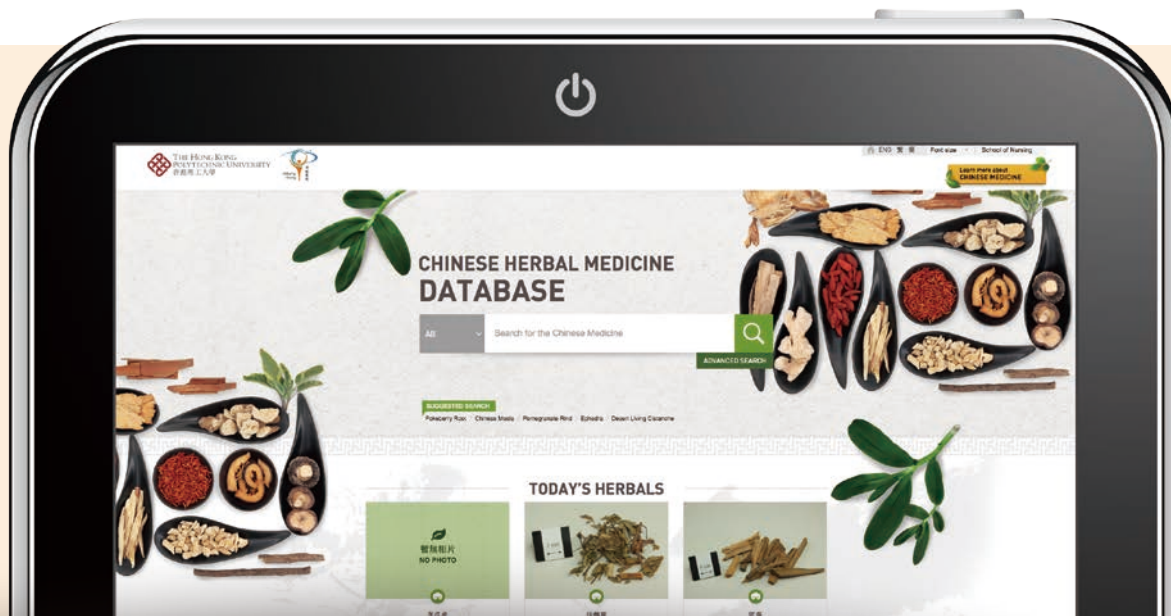 THE HONG KONG
POLYTECHNIC UNIVERSITY
香港理工大學
ENG 繁 簡 Font size School of Nursing
Learn more about
CHINESE MEDICINE
CHINESE HERBAL MEDICINE
DATABASE
All
Search for the Chinese Medicine
ADVANCED SEARCH
SUGGESTED SEARCH
Pokeberry Root Chinese Mosla Pomegranate Rind Ephedra Desert Living Cistanche
TODAY'S HERBALS
暫無相片
NO PHOTO